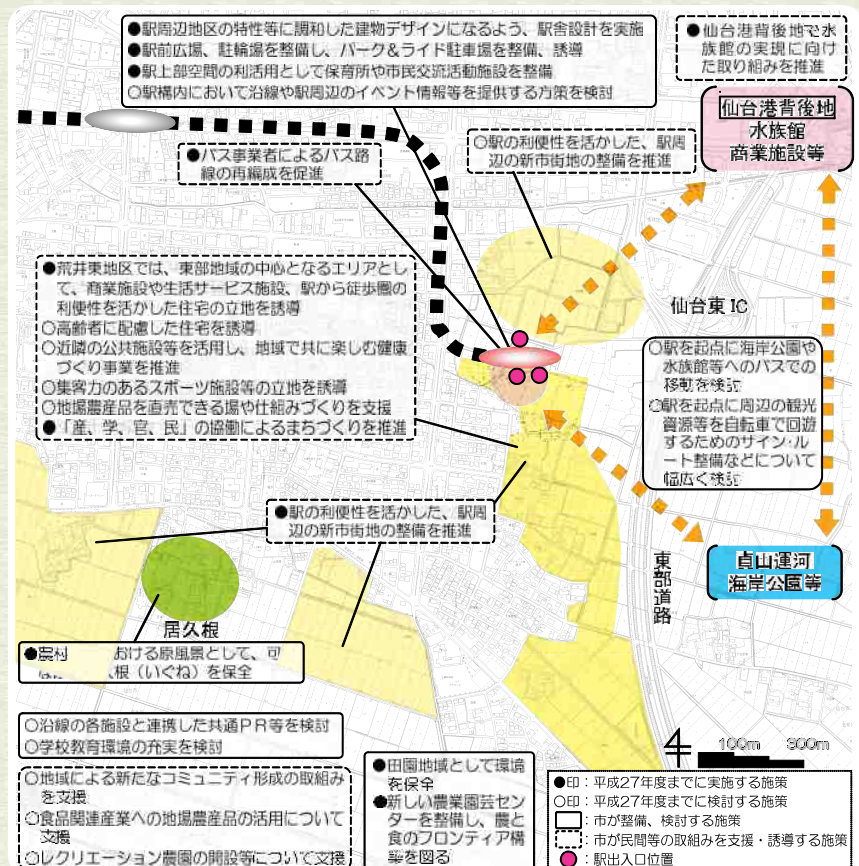 ●駅周辺地区の特性等に調和した建物デザインになるよう、駅舎設計を実施
●駅前広場、駐輪場を整備し、パーク&ライド駐車場を整備、誘導
●駅上部空間の利活用として保育所や市民交流活動施設を整備
○駅構内において沿線や駅周辺のイベント情報等を提供する方策を検討
●仙台港背後地で水
族館の実現に向け
た取り組みを推進
仙台港背後地
水族館
商業施設等
●バス事業者によるバス路
線の再編成を促進
○駅の利便性を活かした、駅周
辺の新市街地の整備を推進
●荒井東地区では、東部地域の中心となるエリアとし
て、商業施設や生活サービス施設、駅から徒歩圏の
利便性を活かした住宅の立地を誘導
○高齢者に配慮した住宅を誘導
○近隣の公共施設等を活用し、地域で共に楽しむ健康
づくり事業を推進
○集客力のあるスポーツ施設等の立地を誘導
○地場農産品を直売できる場や仕組みづくりを支援
●「産、学、官、民」の協働によるまちづくりを推進
仙台東IC
○駅を起点に海岸公園や
水族館等へのバスでの
移動を検討
○駅を起点に周辺の観光
資源等を自転車で回遊
するためのサイン・ル
ート整備などについて
幅広く検討
●駅の利便性を活かした、駅周
辺の新市街地の整備を推進
東部道路
貞山運河
海岸公園等
居久根
●農村 おける原風景として、可
根(いぐね)を保全
○沿線の各施設と連携した共通PR等を検討
○学校教育環境の充実を検討
○地域による新たなコミュニティ形成の取組み
を支援
○食品関連産業への地場農産品の活用について
支援
○レクリエーション農園の開設等について支援
●田園地域として環境
を保全
●新しい農業園芸セン
ターを整備し、農と
食のフロンティア構
築を図る
100m 300m
●印:平成27年度までに実施する施策
○印:平成27年度までに検討する施策
:市が整備、検討する施策
:市が民間等の取組みを支援・誘導する施策
:駅出入口位置